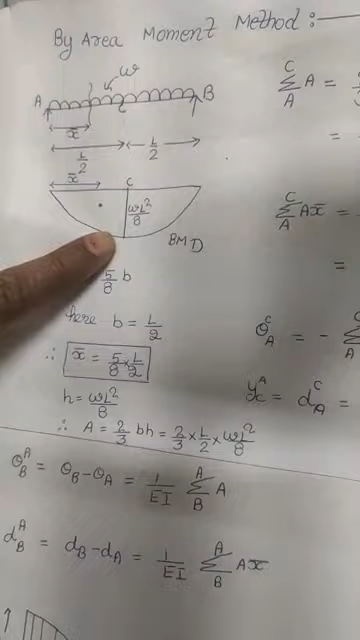 By Area Moment Method :-
w
A B
x̄ C
L/2 L/2
x̄ C
wL²/8
BMD
5/8 b
here b = L/2
∴ x̄ = 5/8 × L/2
h = wL²/8
∴ A = 2/3 bh = 2/3 × L/2 × wL²/8
θ_B^A = θ_B - θ_A = 1/EI Σ_B^A A
d_B^A = d_B - d_A = 1/EI Σ_B^A Ax̄
Σ_A^C A =
=
Σ_A^C Ax̄ =
=
θ_A^C = - Σ
y_C^A = d_A^C =